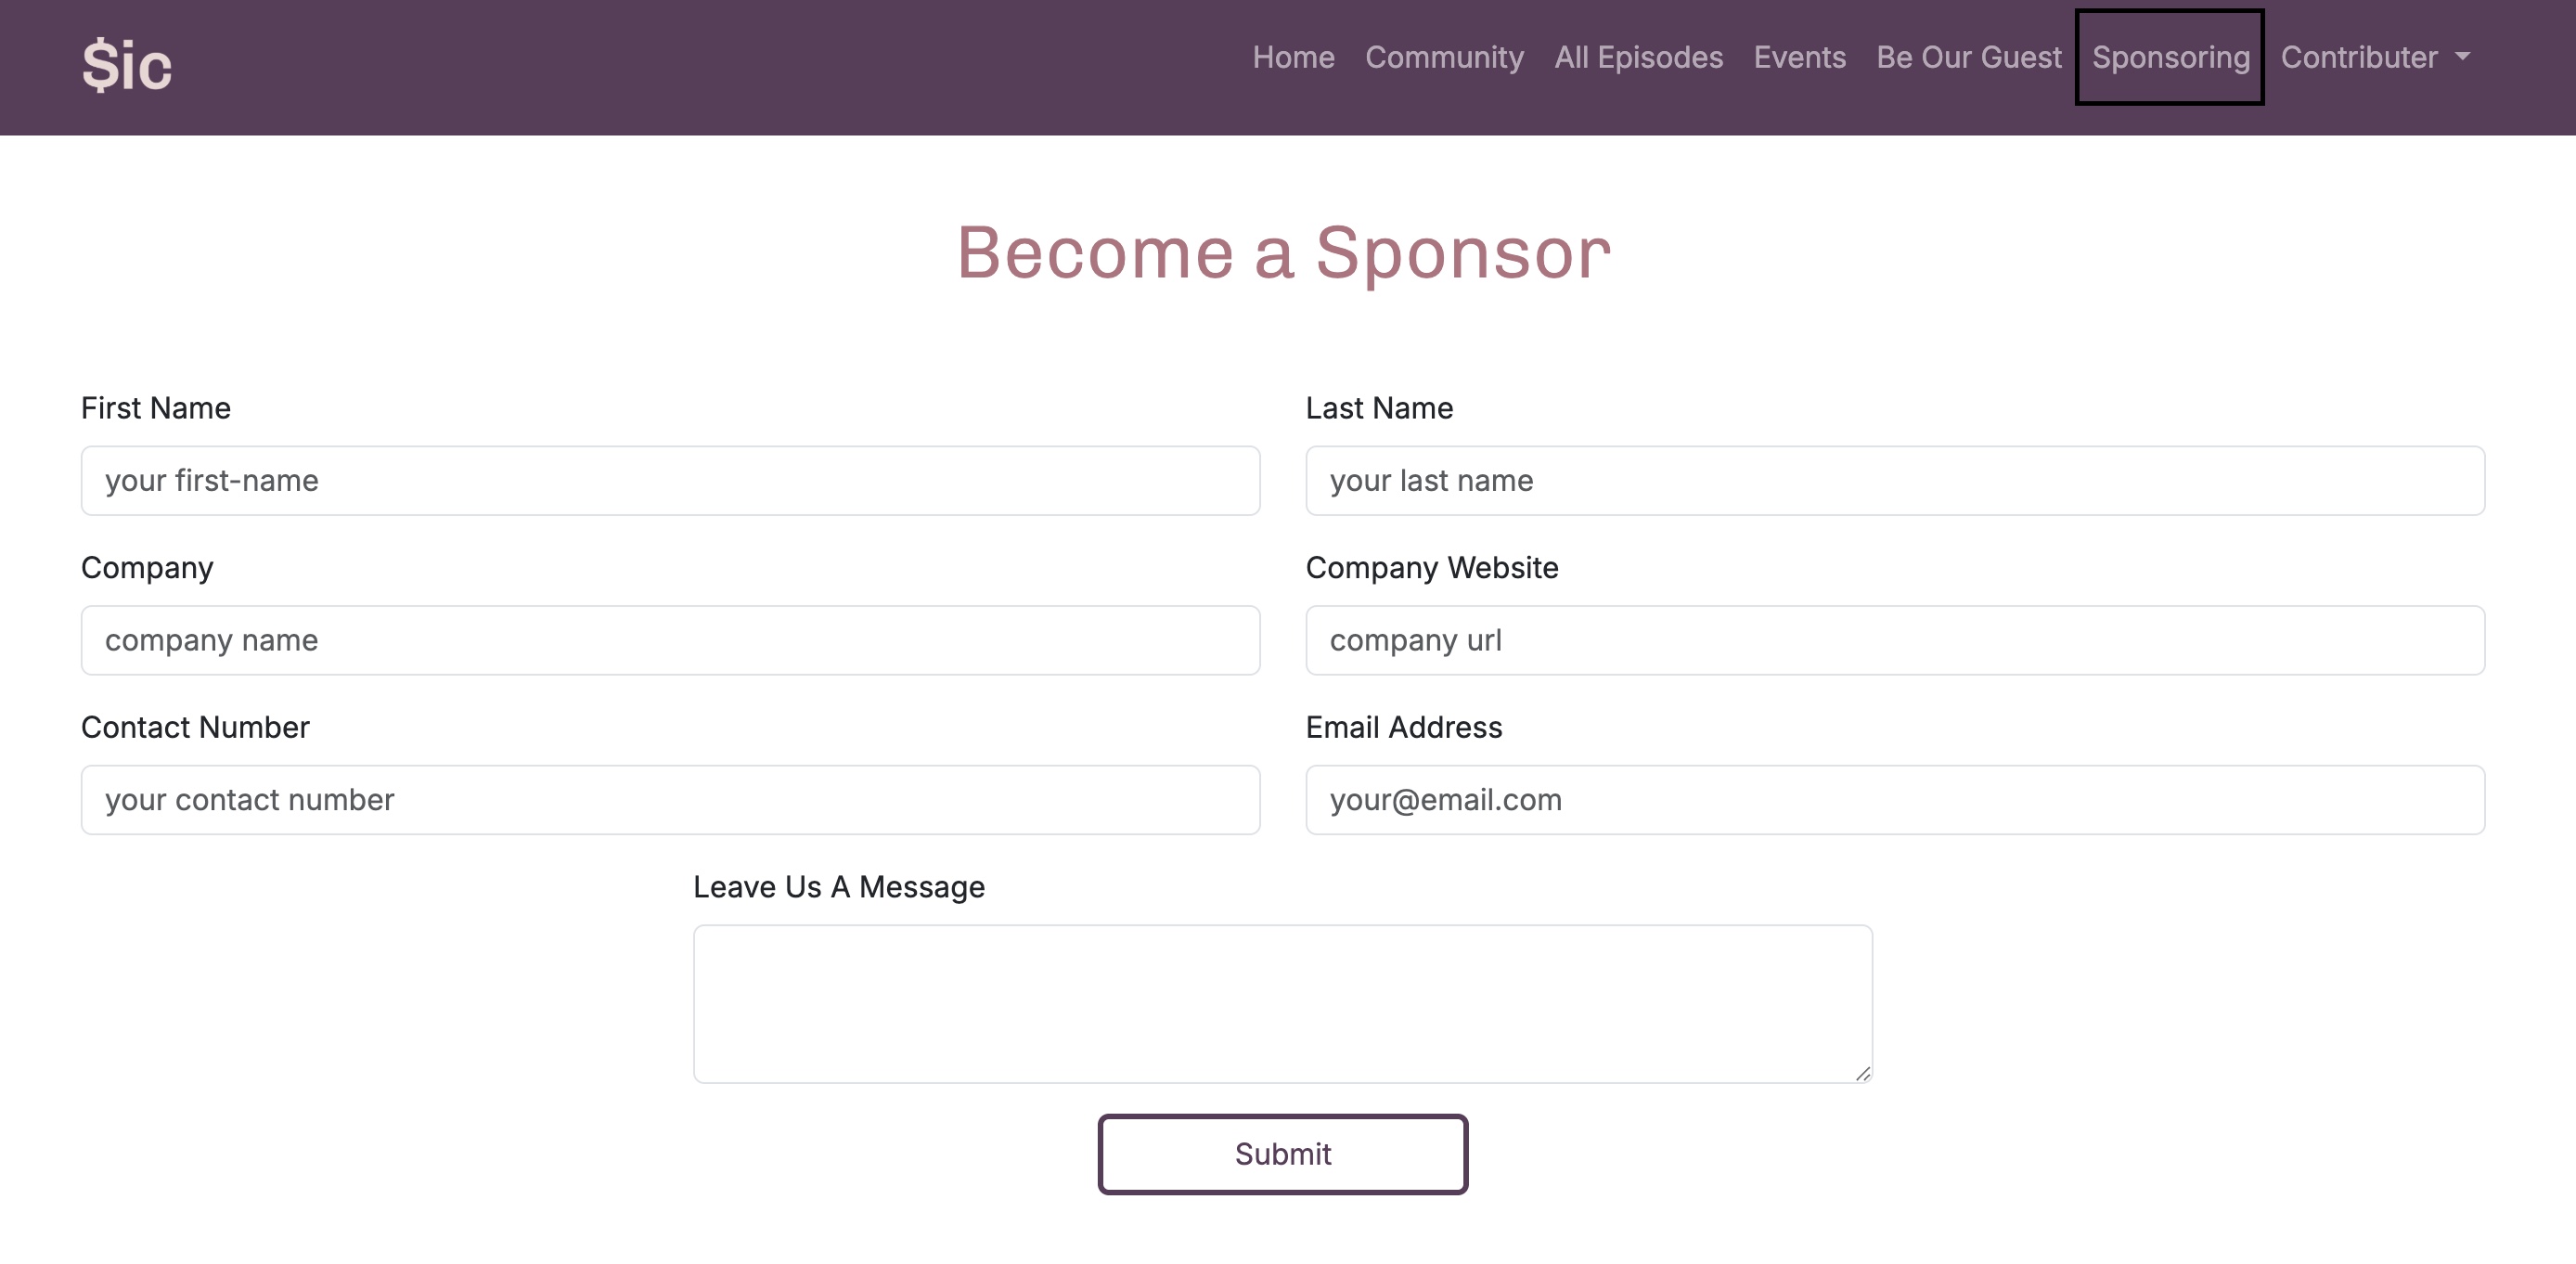 $ic
Home Community All Episodes Events Be Our Guest Sponsoring Contributer
Become a Sponsor
First Name
Last Name
your first-name
your last name
Company
Company Website
company name
company url
Contact Number
Email Address
your contact number
your@email.com
Leave Us A Message
Submit